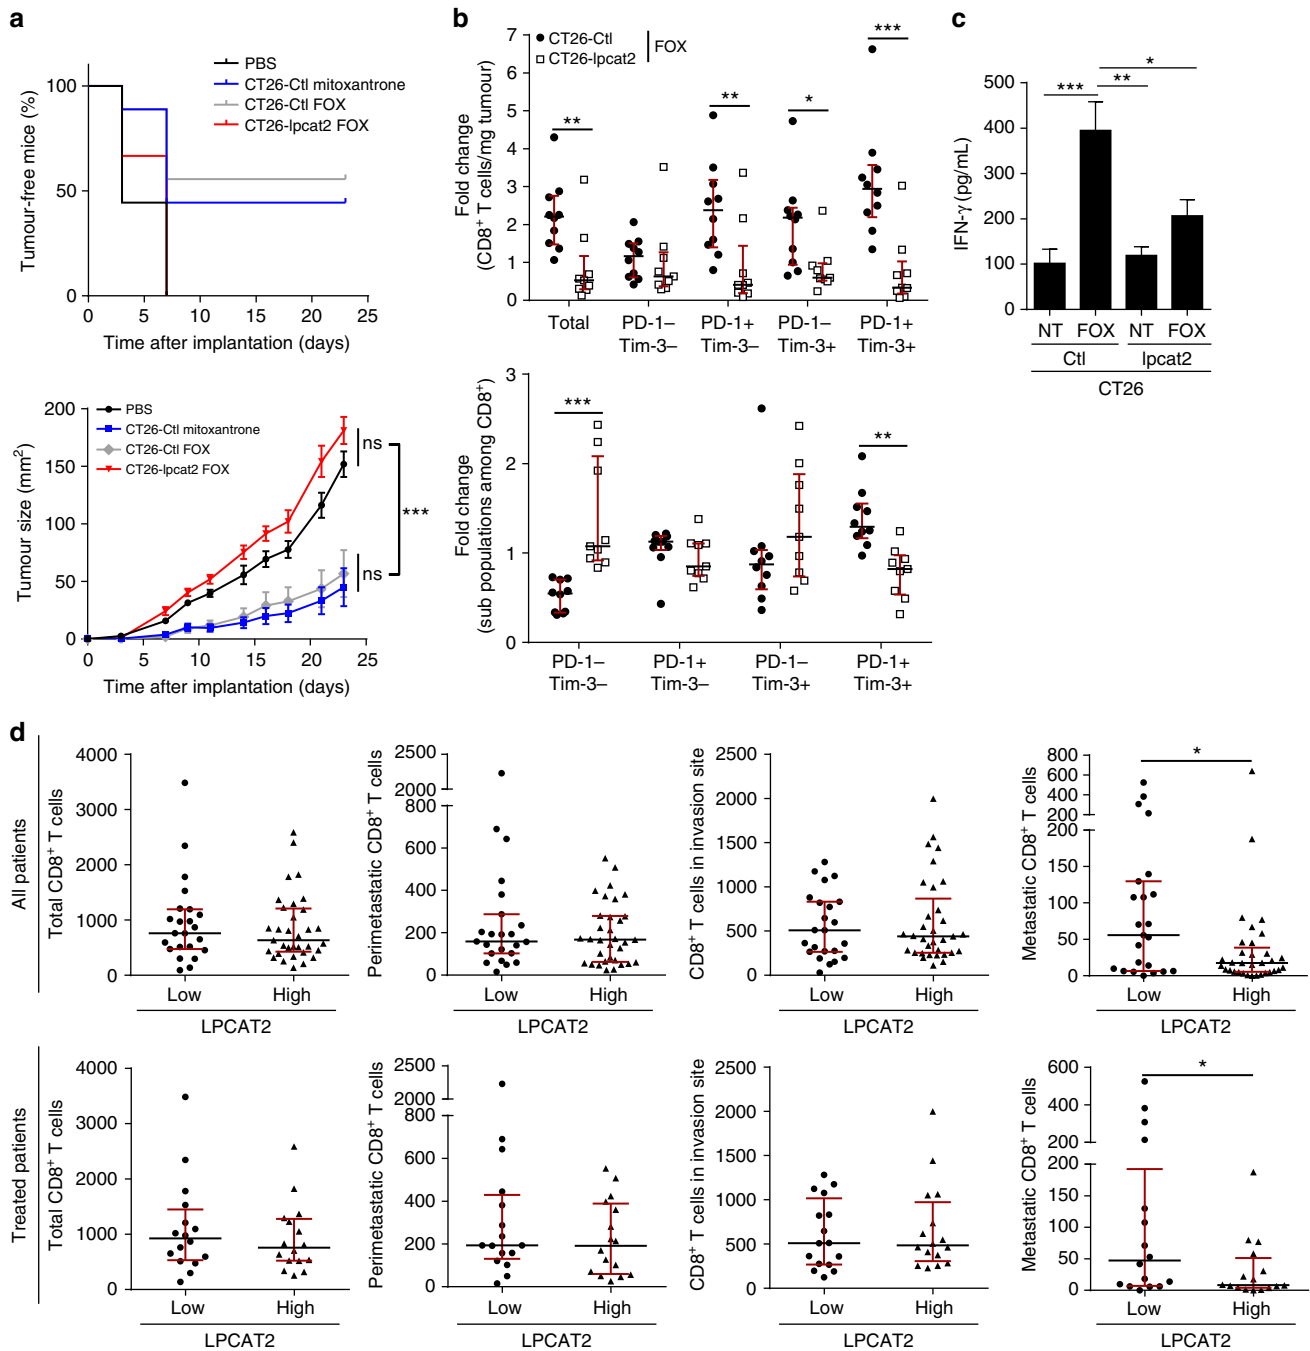 a
Tumour-free mice (%)
100
50
0
0 5 10 15 20 25
Time after implantation (days)
PBS
CT26-Ctl mitoxantrone
CT26-Ctl FOX
CT26-lpcat2 FOX
Tumour size (mm²)
200
150
100
50
0
0 5 10 15 20 25
Time after implantation (days)
PBS
CT26-Ctl mitoxantrone
CT26-Ctl FOX
CT26-lpcat2 FOX
ns
ns
***
b
Fold change
(CD8⁺ T cells/mg tumour)
7
6
5
4
3
2
1
0
CT26-Ctl
CT26-lpcat2
FOX
** ** * ***
Total PD-1– PD-1+ PD-1– PD-1+
Tim-3– Tim-3– Tim-3+ Tim-3+
Fold change
(sub populations among CD8⁺)
3
2
1
0
*** **
PD-1– PD-1+ PD-1– PD-1+
Tim-3– Tim-3– Tim-3+ Tim-3+
c
IFN-γ (pg/mL)
500
400
300
200
100
0
*
*** **
NT FOX NT FOX
Ctl lpcat2
CT26
d
All patients
Total CD8⁺ T cells
4000
3000
2000
1000
0
Low High
LPCAT2
Perimetastatic CD8⁺ T cells
2500
2000
800
600
400
200
0
Low High
LPCAT2
CD8⁺ T cells in invasion site
2500
2000
1500
1000
500
0
Low High
LPCAT2
Metastatic CD8⁺ T cells
800
600
400
200
150
100
50
0
*
Low High
LPCAT2
Treated patients
Total CD8⁺ T cells
4000
3000
2000
1000
0
Low High
LPCAT2
Perimetastatic CD8⁺ T cells
2500
2000
800
600
400
200
0
Low High
LPCAT2
CD8⁺ T cells in invasion site
2500
2000
1500
1000
500
0
Low High
LPCAT2
Metastatic CD8⁺ T cells
600
400
200
200
150
100
50
0
*
Low High
LPCAT2